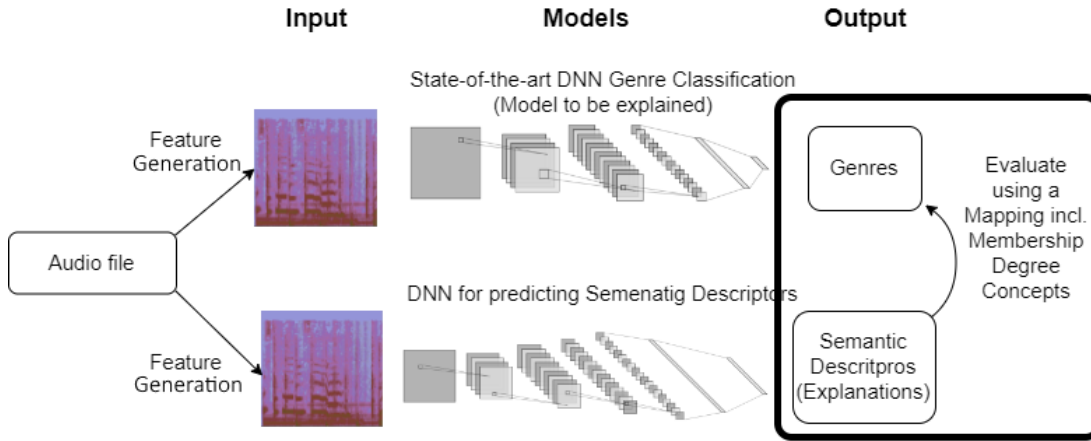 Input
Models
Output
State-of-the-art DNN Genre Classification
(Model to be explained)
Feature
Generation
Genres
Evaluate
using a
Mapping incl.
Membership
Degree
Concepts
Audio file
DNN for predicting Semenatig Descriptors
Feature
Generation
Semantic
Descritpros
(Explanations)